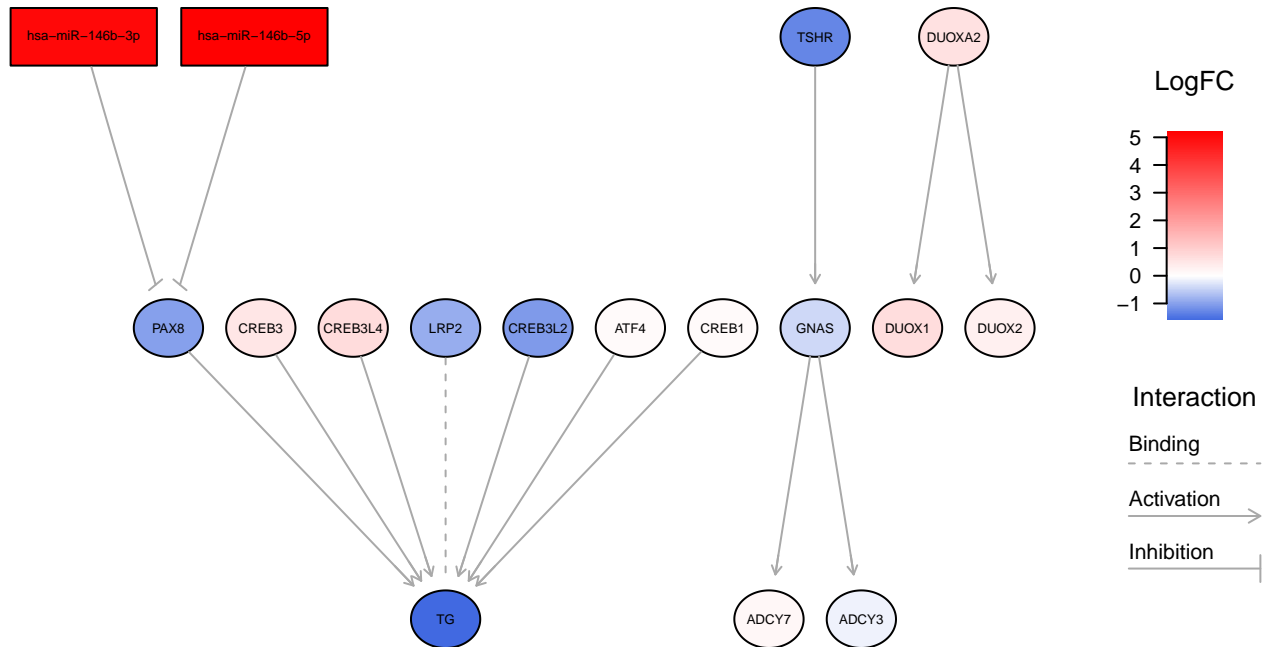 hsa−miR−146b−3p
hsa−miR−146b−5p
TSHR
DUOXA2
LogFC
5
4
3
2
1
0
−1
PAX8
CREB3
CREB3L4
LRP2
CREB3L2
ATF4
CREB1
GNAS
DUOX1
DUOX2
Interaction
Binding
Activation
Inhibition
TG
ADCY7
ADCY3